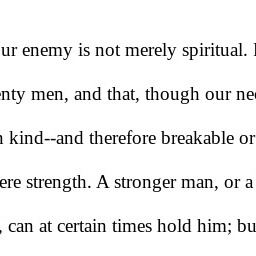 ur enemy is not merely spiritual.
enty men, and that, though our nec
n kind--and therefore breakable or
ere strength. A stronger man, or a
, can at certain times hold him; bu